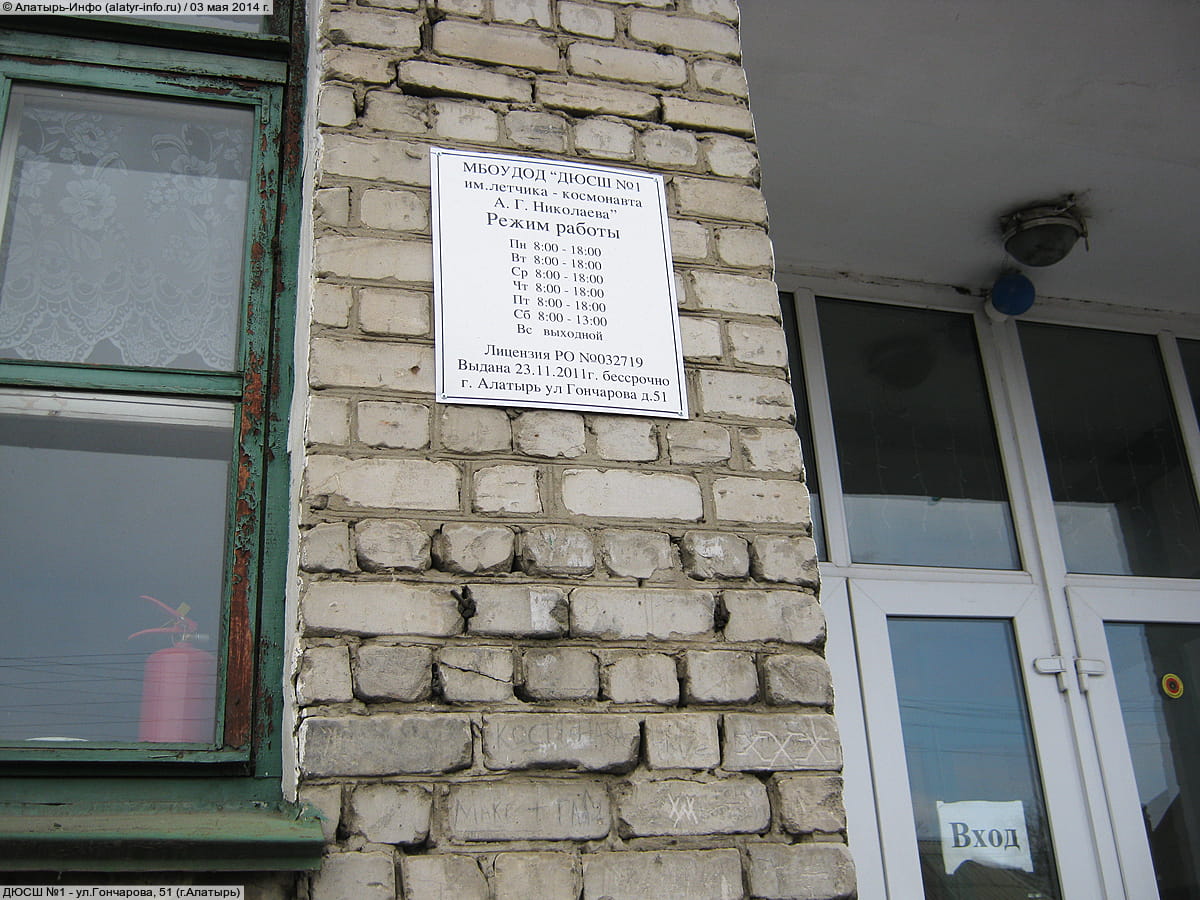 © Алатырь-Инфо (alatyr-info.ru) / 03 мая 2014 г.
МБОУДОД "ДЮСШ №1
им.летчика - космонавта
А. Г. Николаева"
Режим работы
Пн 8:00 - 18:00
Вт 8:00 - 18:00
Ср 8:00 - 18:00
Чт 8:00 - 18:00
Пт 8:00 - 18:00
Сб 8:00 - 13:00
Вс выходной
Лицензия РО №032719
Выдана 23.11.2011г. бессрочно
г. Алатырь ул Гончарова д.51
МАКС +
Вход
ДЮСШ №1 - ул.Гончарова, 51 (г.Алатырь)